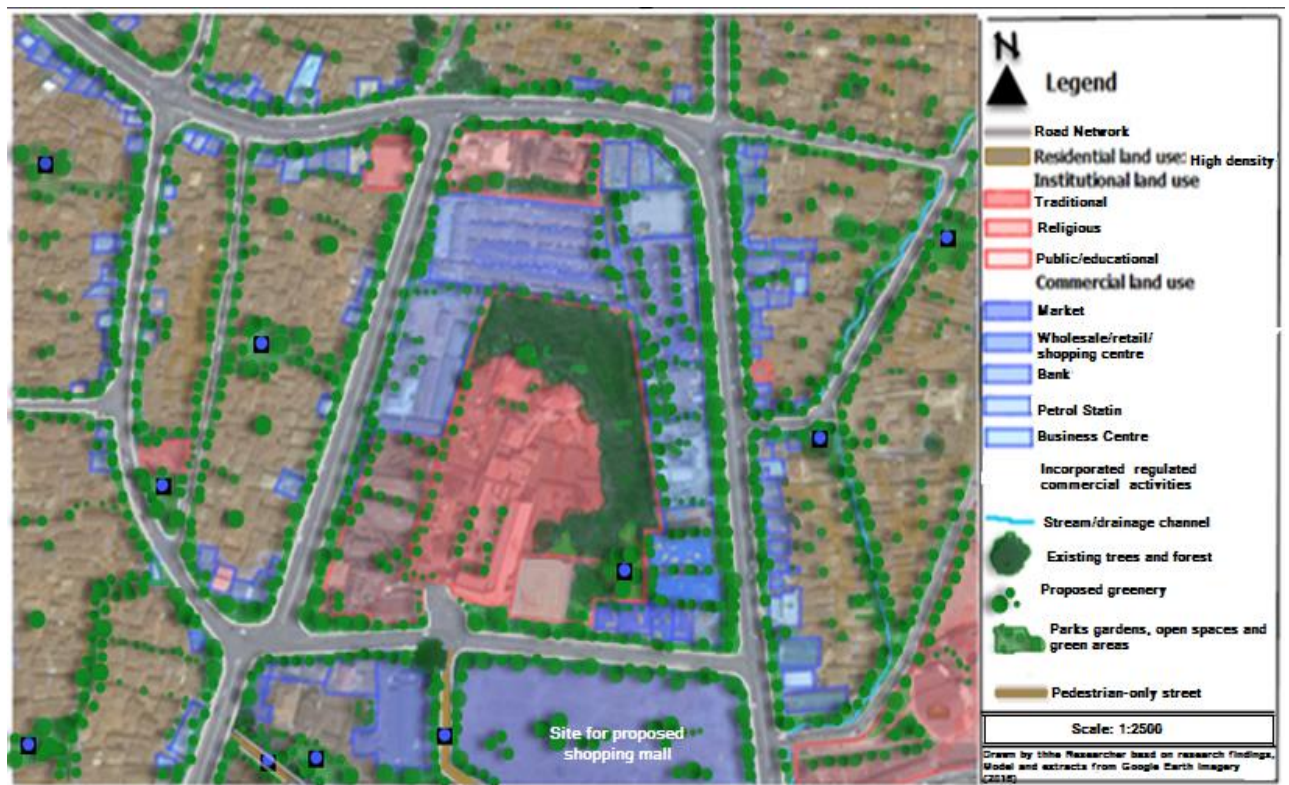 N
Legend
Road Network
Residential land use: High density
Institutional land use
Traditional
Religious
Public/educational
Commercial land use
Market
Wholesale/retail/
shopping centre
Bank
Petrol Statin
Business Centre
Incorporated regulated
commercial activities
Stream/drainage channel
Existing trees and forest
Proposed greenery
Parks gardens, open spaces and
green areas
Pedestrian-only street
Scale: 1:2500
Drawn by thhe Researcher basd on research findings,
Model and extracts from Google Earth Imagery
Site for proposed
shopping mall